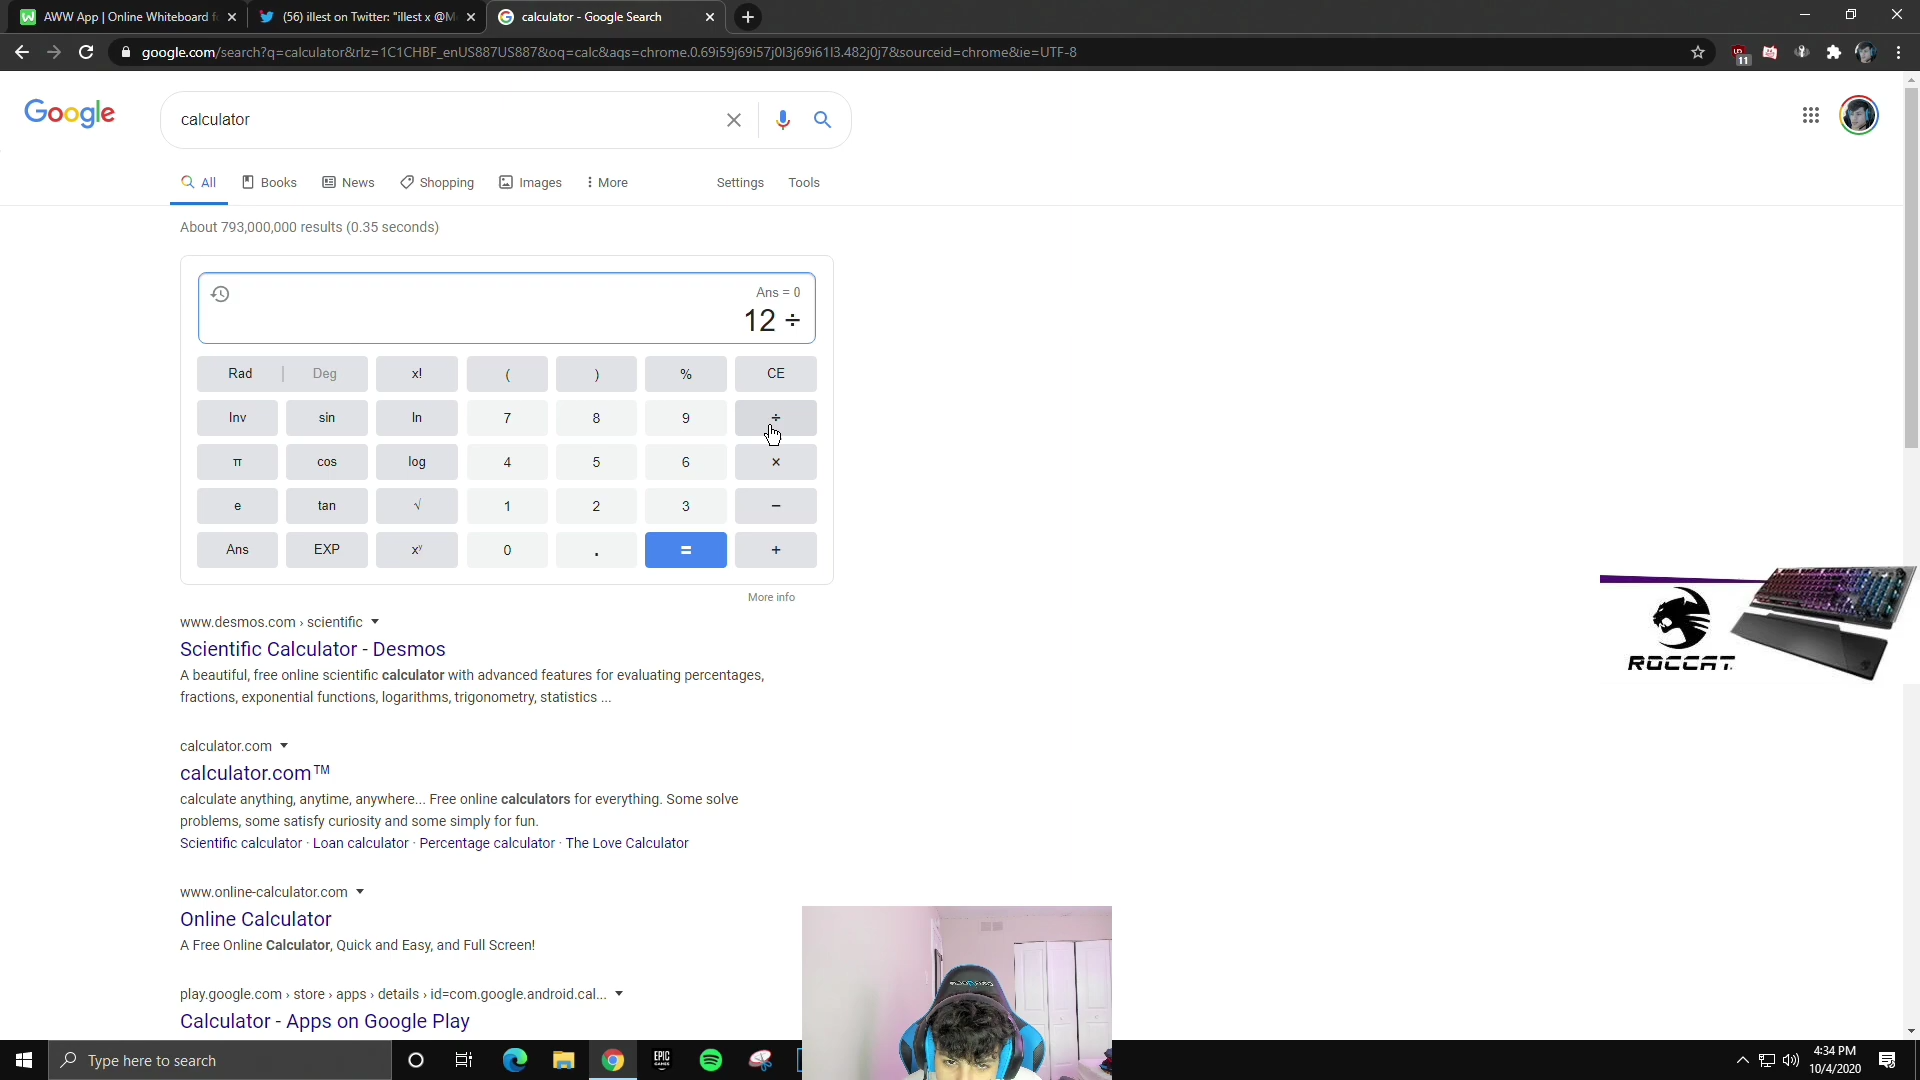 AWW App | Online Whiteboard f
(56) illest on Twitter: "illest x @M
calculator - Google Search
google.com/search?q=calculator&rlz=1C1CHBF_enUS887US887&oq=calc&aqs=chrome.0.69i59j69i57j0l3j69i61l3.482j0j7&sourceid=chrome&ie=UTF-8
11
Google
calculator
All
Books
News
Shopping
Images
More
Settings
Tools
About 793,000,000 results (0.35 seconds)
Ans = 0
12 ÷
Rad | Deg x! ( ) % CE
Inv sin ln 7 8 9 ÷
π cos log 4 5 6 ×
e tan √ 1 2 3 −
Ans EXP xʸ 0 . = +
More info
www.desmos.com › scientific
Scientific Calculator - Desmos
A beautiful, free online scientific calculator with advanced features for evaluating percentages,
fractions, exponential functions, logarithms, trigonometry, statistics ...
ROCCAT
calculator.com
calculator.com™
calculate anything, anytime, anywhere... Free online calculators for everything. Some solve
problems, some satisfy curiosity and some simply for fun.
Scientific calculator · Loan calculator · Percentage calculator · The Love Calculator
www.online-calculator.com
Online Calculator
A Free Online Calculator, Quick and Easy, and Full Screen!
play.google.com › store › apps › details › id=com.google.android.cal...
Calculator - Apps on Google Play
Type here to search
EPIC
GAMES
4:34 PM
10/4/2020